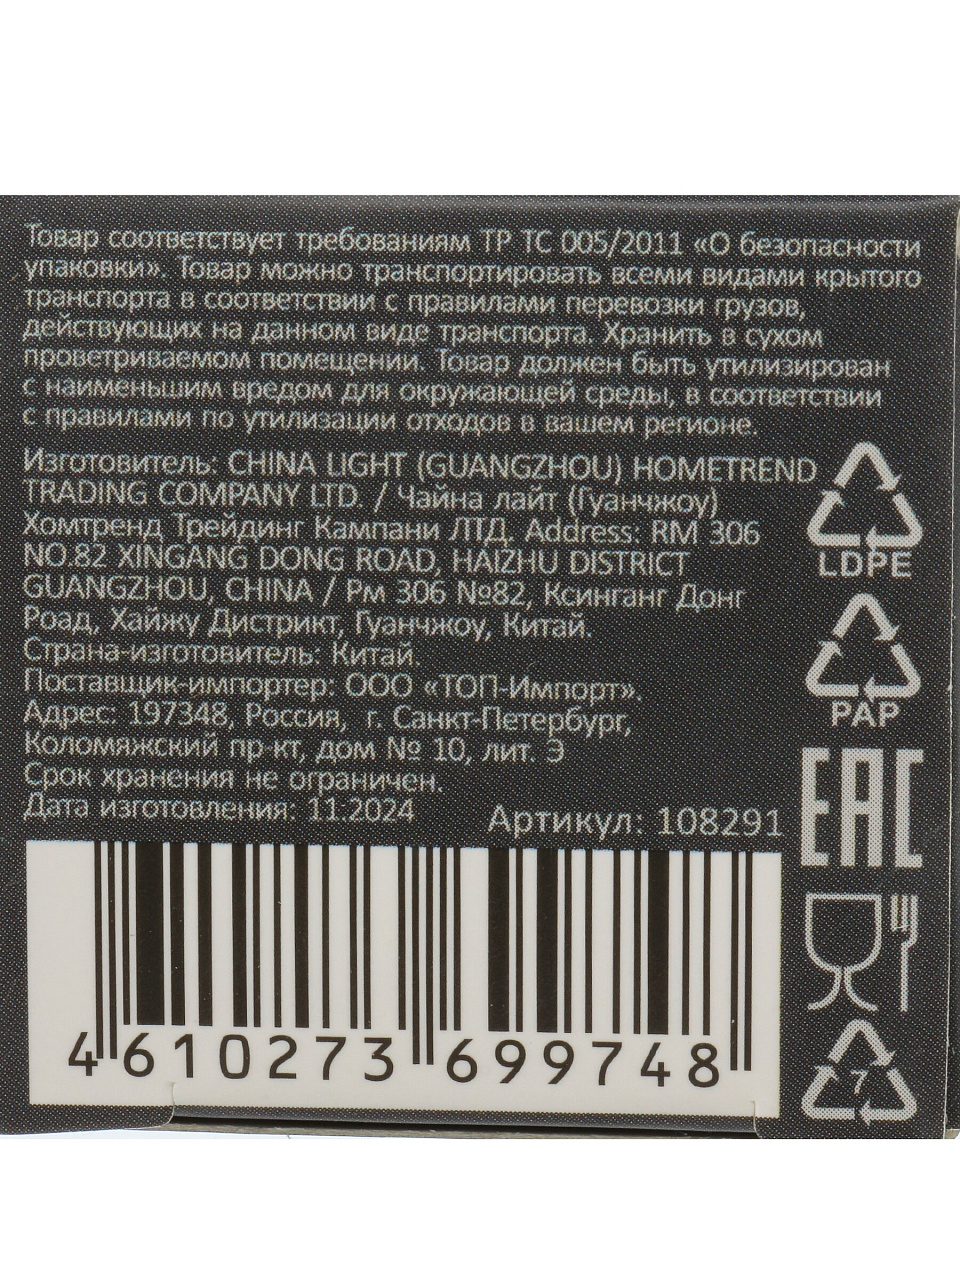 Товар соответствует требованиям ТР ТС 005/2011 «О безопасности
упаковки». Товар можно транспортировать всеми видами крытого
транспорта в соответствии с правилами перевозки грузов,
действующих на данном виде транспорта. Хранить в сухом
проветриваемом помещении. Товар должен быть утилизирован
с наименьшим вредом для окружающей среды, в соответствии
с правилами по утилизации отходов в вашем регионе.
Изготовитель: CHINA LIGHT (GUANGZHOU) HOMETREND
TRADING COMPANY LTD. / Чайна лайт (Гуанчжоу)
Хомтренд Трейдинг Кампани ЛТД. Address: RM 306
NO.82 XINGANG DONG ROAD, HAIZHU DISTRICT
GUANGZHOU, CHINA / Рм 306 №82, Ксинганг Донг
Роад, Хайжу Дистрикт, Гуанчжоу, Китай.
Страна-изготовитель: Китай.
Поставщик-импортер: ООО «ТОП-Импорт».
Адрес: 197348, Россия, г. Санкт-Петербург,
Коломяжский пр-кт, дом № 10, лит. Э
Срок хранения не ограничен.
Дата изготовления: 11.2024
Артикул: 108291
LDPE
PAP
EAC
7
4 610273 699748